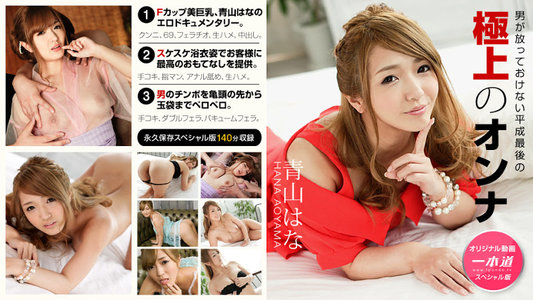 1 Fカップ美巨乳、青山はなの
エロドキュメンタリー。
クンニ、69、フェラチオ、生ハメ、中出し。
2 スケスケ浴衣姿でお客様に
最高のおもてなしを提供。
手コキ、指マン、アナル舐め、生ハメ。
3 男のチンポを亀頭の先から
玉袋までベロベロ。
手コキ、ダブルフェラ、バキュームフェラ。
永久保存スペシャル版140分収録
男が放っておけない平成最後の
極上のオンナ
青山はな
HANA AOYAMA
オリジナル動画
一本道
スペシャル版